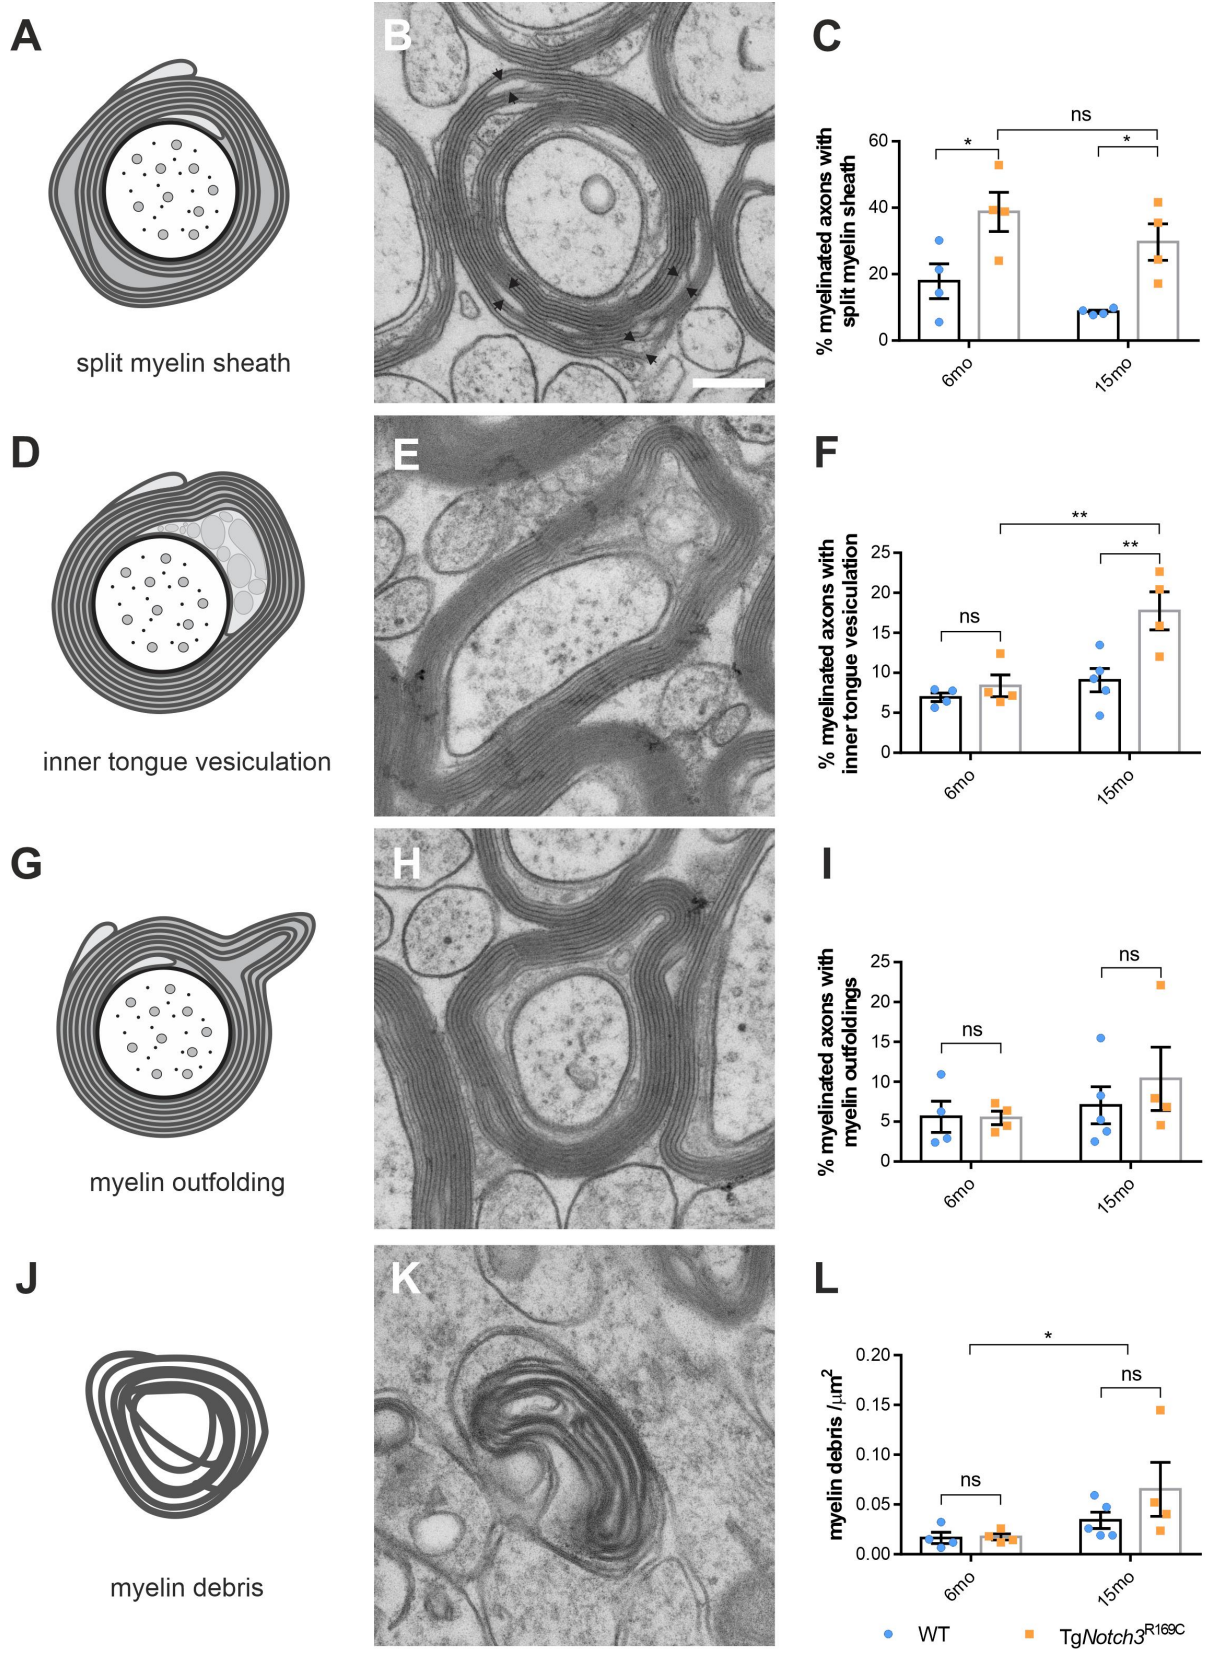 A
B
C
split myelin sheath
% myelinated axons with
split myelin sheath
60
40
20
0
*
ns
*
6mo
15mo
D
E
F
inner tongue vesiculation
% myelinated axons with
inner tongue vesiculation
25
20
15
10
5
0
ns
**
**
6mo
15mo
G
H
I
myelin outfolding
% myelinated axons with
myelin outfoldings
25
20
15
10
5
0
ns
ns
6mo
15mo
J
K
L
myelin debris
myelin debris /μm²
0.20
0.15
0.10
0.05
0.00
ns
*
ns
6mo
15mo
WT
TgNotch3R169C